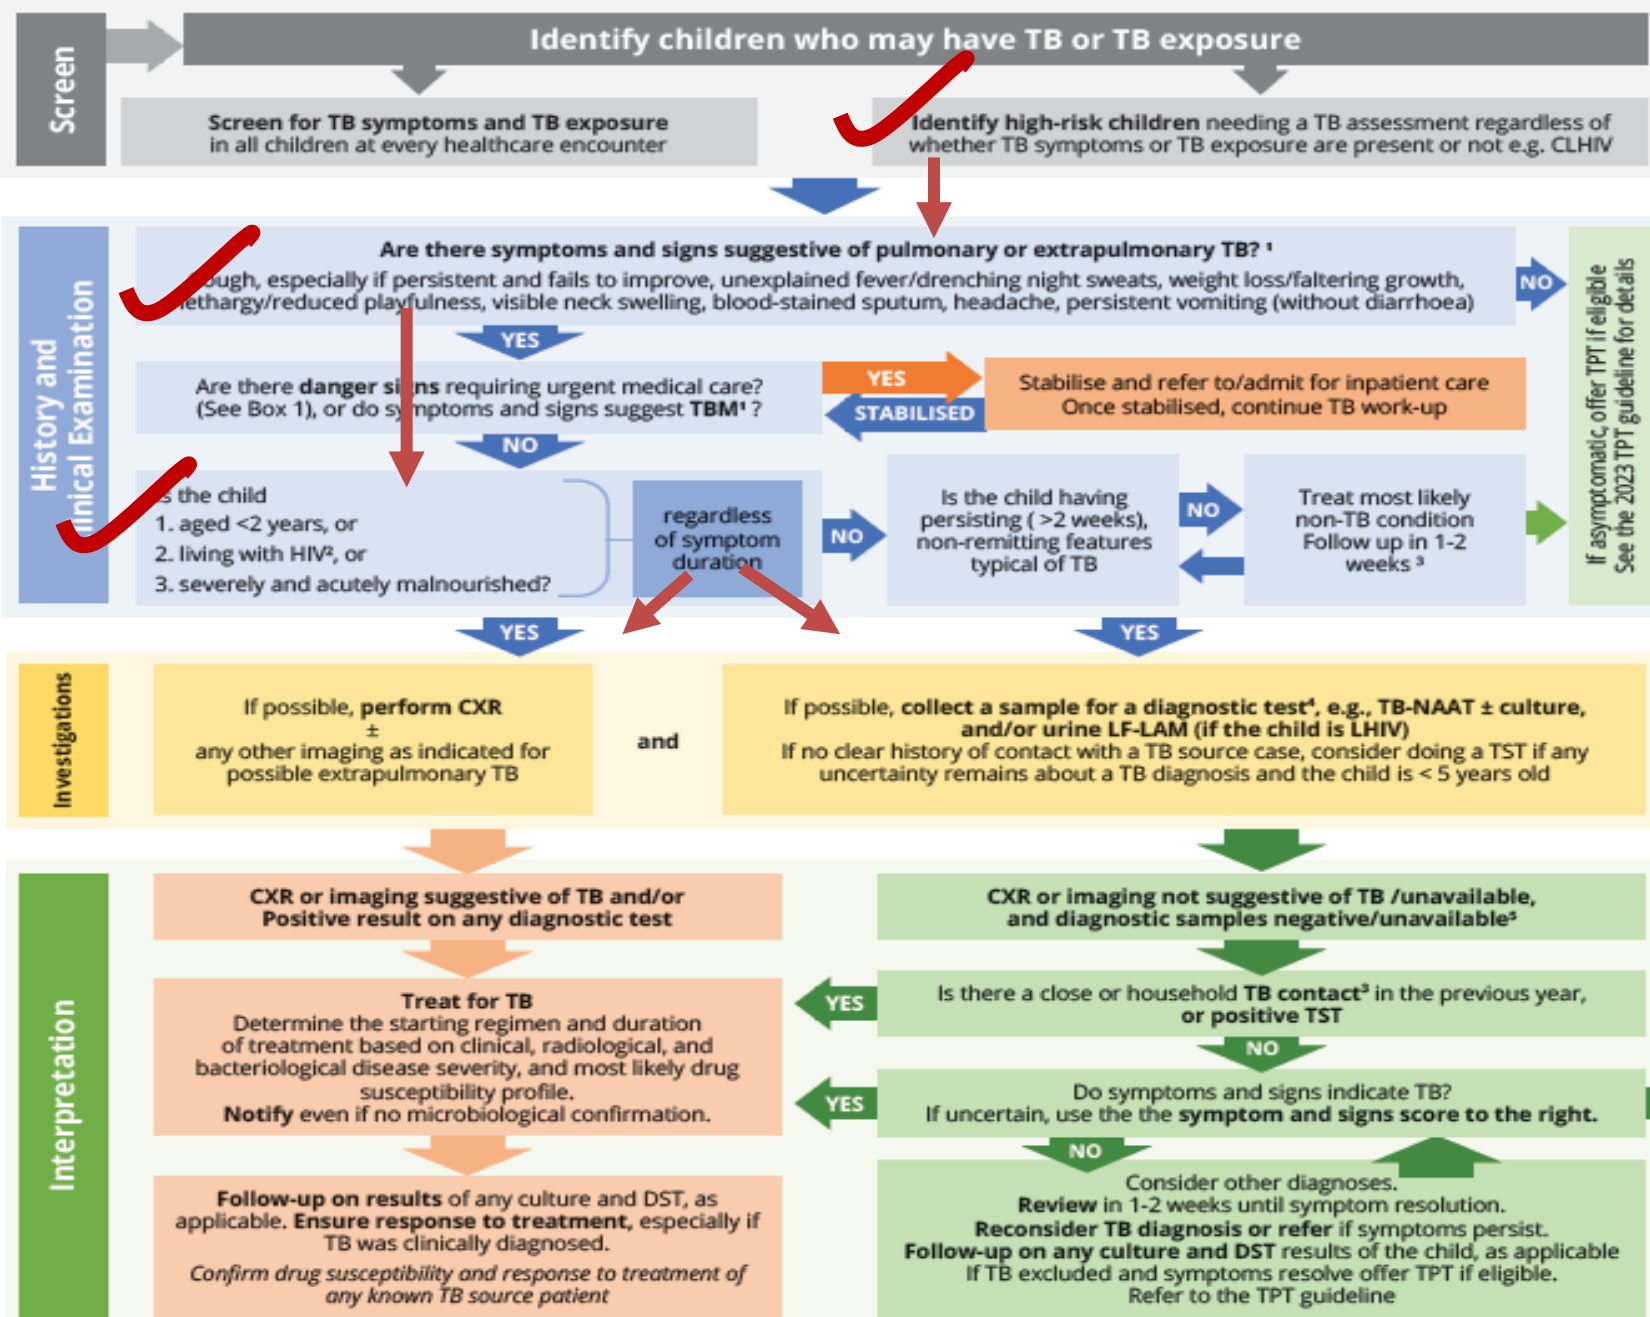 Screen
Identify children who may have TB or TB exposure
Screen for TB symptoms and TB exposure
in all children at every healthcare encounter
Identify high-risk children needing a TB assessment regardless of
whether TB symptoms or TB exposure are present or not e.g. CLHIV
History and
linical Examination
Are there symptoms and signs suggestive of pulmonary or extrapulmonary TB? ¹
ough, especially if persistent and fails to improve, unexplained fever/drenching night sweats, weight loss/faltering growth,
lethargy/reduced playfulness, visible neck swelling, blood-stained sputum, headache, persistent vomiting (without diarrhoea)
NO
If asymptomatic, offer TPT if eligible
See the 2023 TPT guideline for details
YES
Are there danger signs requiring urgent medical care?
(See Box 1), or do symptoms and signs suggest TBM¹ ?
YES
STABILISED
Stabilise and refer to/admit for inpatient care
Once stabilised, continue TB work-up
NO
s the child
1. aged <2 years, or
2. living with HIV², or
3. severely and acutely malnourished?
regardless
of symptom
duration
NO
Is the child having
persisting ( >2 weeks),
non-remitting features
typical of TB
NO
Treat most likely
non-TB condition
Follow up in 1-2
weeks ³
YES
YES
Investigations
If possible, perform CXR
±
any other imaging as indicated for
possible extrapulmonary TB
and
If possible, collect a sample for a diagnostic test⁴, e.g., TB-NAAT ± culture,
and/or urine LF-LAM (if the child is LHIV)
If no clear history of contact with a TB source case, consider doing a TST if any
uncertainty remains about a TB diagnosis and the child is < 5 years old
Interpretation
CXR or imaging suggestive of TB and/or
Positive result on any diagnostic test
Treat for TB
Determine the starting regimen and duration
of treatment based on clinical, radiological, and
bacteriological disease severity, and most likely drug
susceptibility profile.
Notify even if no microbiological confirmation.
Follow-up on results of any culture and DST, as
applicable. Ensure response to treatment, especially if
TB was clinically diagnosed.
Confirm drug susceptibility and response to treatment of
any known TB source patient
CXR or imaging not suggestive of TB /unavailable,
and diagnostic samples negative/unavailable⁵
YES
Is there a close or household TB contact³ in the previous year,
or positive TST
NO
YES
Do symptoms and signs indicate TB?
If uncertain, use the the symptom and signs score to the right.
NO
Consider other diagnoses.
Review in 1-2 weeks until symptom resolution.
Reconsider TB diagnosis or refer if symptoms persist.
Follow-up on any culture and DST results of the child, as applicable
If TB excluded and symptoms resolve offer TPT if eligible.
Refer to the TPT guideline